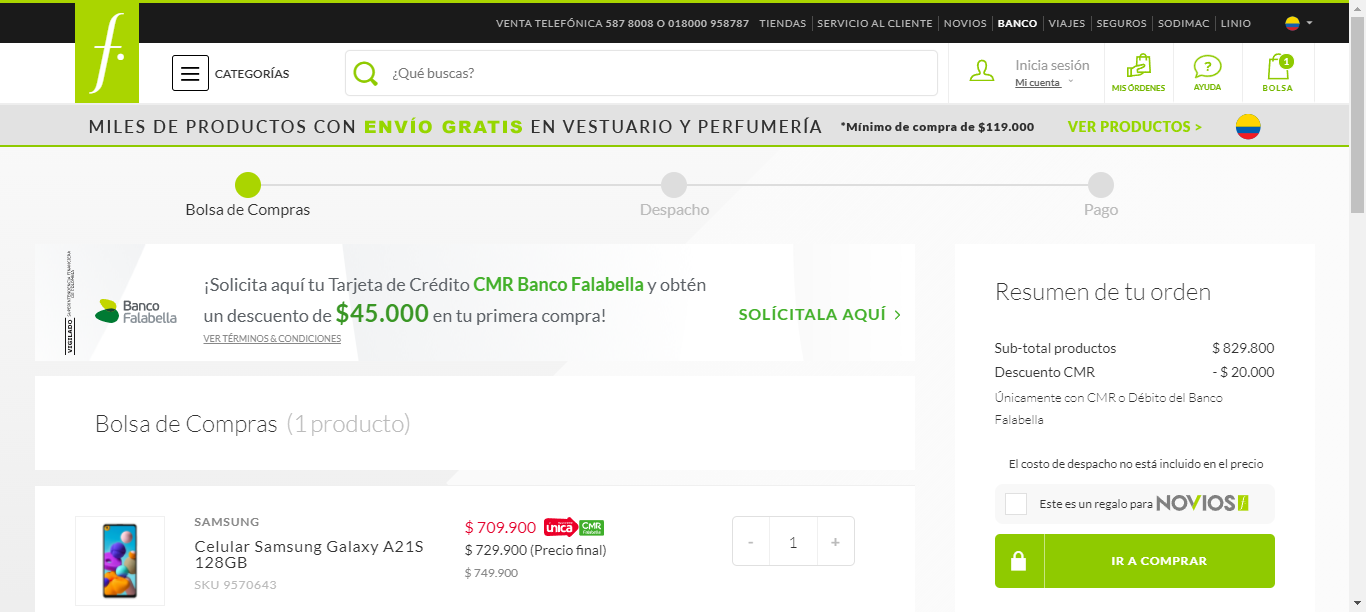 VENTA TELEFÓNICA 587 8008 O 018000 958787 TIENDAS SERVICIO AL CLIENTE NOVIOS BANCO VIAJES SEGUROS SODIMAC LINIO
f.
CATEGORÍAS
¿Qué buscas?
Inicia sesión
Mi cuenta
MIS ÓRDENES
AYUDA
1
BOLSA
MILES DE PRODUCTOS CON ENVÍO GRATIS EN VESTUARIO Y PERFUMERÍA *Mínimo de compra de $119.000 VER PRODUCTOS >
Bolsa de Compras
Despacho
Pago
VIGILADO
Banco Falabella
¡Solicita aquí tu Tarjeta de Crédito CMR Banco Falabella y obtén
un descuento de $45.000 en tu primera compra!
VER TÉRMINOS & CONDICIONES
SOLÍCITALA AQUÍ >
Bolsa de Compras (1 producto)
SAMSUNG
Celular Samsung Galaxy A21S
128GB
SKU 9570643
$ 709.900 única CMR Falabella
$ 729.900 (Precio final)
$ 749.900
- 1 +
Resumen de tu orden
Sub-total productos $ 829.800
Descuento CMR - $ 20.000
Únicamente con CMR o Débito del Banco
Falabella
El costo de despacho no está incluido en el precio
Este es un regalo para NOVIOS f
IR A COMPRAR